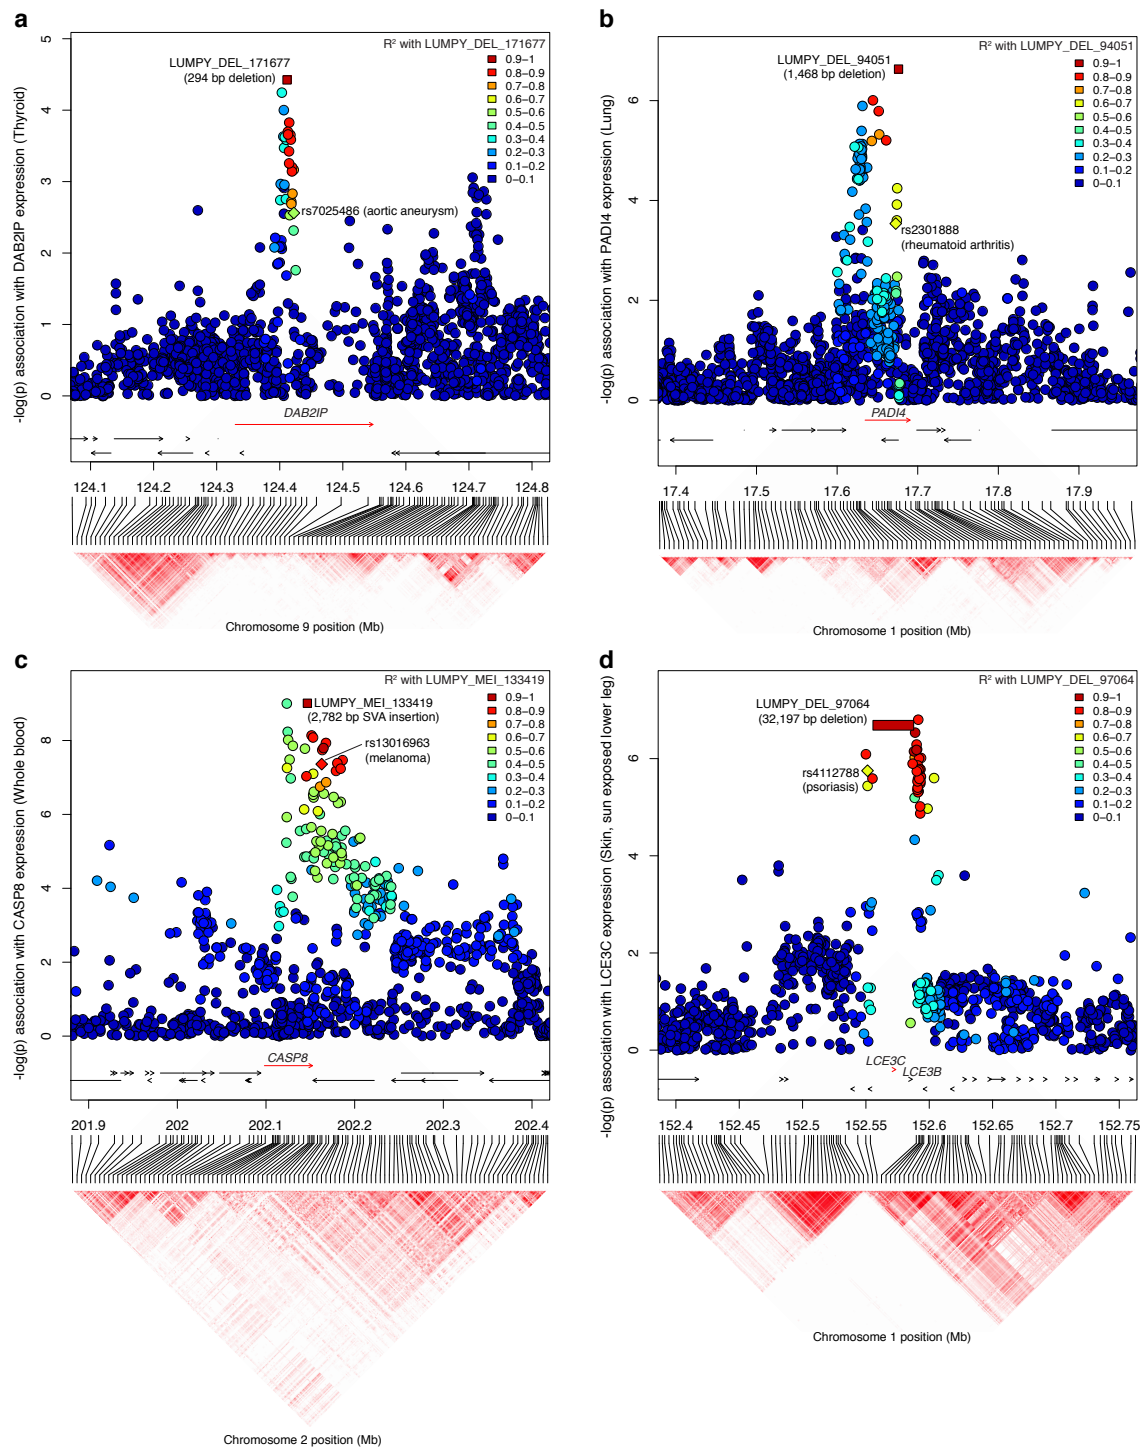 a
-log(p) association with DAB2IP expression (Thyroid)
5
4
3
2
1
0
R² with LUMPY_DEL_171677
0.9–1
0.8–0.9
0.7–0.8
0.6–0.7
0.5–0.6
0.4–0.5
0.3–0.4
0.2–0.3
0.1–0.2
0–0.1
LUMPY_DEL_171677
(294 bp deletion)
rs7025486 (aortic aneurysm)
DAB2IP
124.1 124.2 124.3 124.4 124.5 124.6 124.7 124.8
Chromosome 9 position (Mb)
b
-log(p) association with PADI4 expression (Lung)
6
4
2
0
R² with LUMPY_DEL_94051
0.9–1
0.8–0.9
0.7–0.8
0.6–0.7
0.5–0.6
0.4–0.5
0.3–0.4
0.2–0.3
0.1–0.2
0–0.1
LUMPY_DEL_94051
(1,468 bp deletion)
rs2301888
(rheumatoid arthritis)
PADI4
17.4 17.5 17.6 17.7 17.8 17.9
Chromosome 1 position (Mb)
c
-log(p) association with CASP8 expression (Whole blood)
8
6
4
2
0
R² with LUMPY_MEI_133419
0.9–1
0.8–0.9
0.7–0.8
0.6–0.7
0.5–0.6
0.4–0.5
0.3–0.4
0.2–0.3
0.1–0.2
0–0.1
LUMPY_MEI_133419
(2,782 bp SVA insertion)
rs13016963
(melanoma)
CASP8
201.9 202 202.1 202.2 202.3 202.4
Chromosome 2 position (Mb)
d
-log(p) association with LCE3C expression (Skin, sun exposed lower leg)
6
4
2
0
R² with LUMPY_DEL_97064
0.9–1
0.8–0.9
0.7–0.8
0.6–0.7
0.5–0.6
0.4–0.5
0.3–0.4
0.2–0.3
0.1–0.2
0–0.1
LUMPY_DEL_97064
(32,197 bp deletion)
rs4112788
(psoriasis)
LCE3C
LCE3B
152.4 152.45 152.5 152.55 152.6 152.65 152.7 152.75
Chromosome 1 position (Mb)